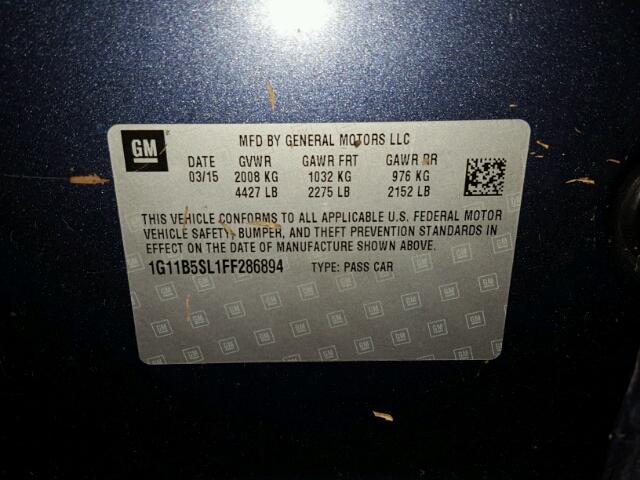 GM
MFD BY GENERAL MOTORS LLC
DATE GVWR GAWR FRT GAWR RR
03/15 2008 KG 1032 KG 976 KG
4427 LB 2275 LB 2152 LB
THIS VEHICLE CONFORMS TO ALL APPLICABLE U.S. FEDERAL MOTOR
VEHICLE SAFETY, BUMPER, AND THEFT PREVENTION STANDARDS IN
EFFECT ON THE DATE OF MANUFACTURE SHOWN ABOVE.
1G11B5SL1FF286894 TYPE: PASS CAR